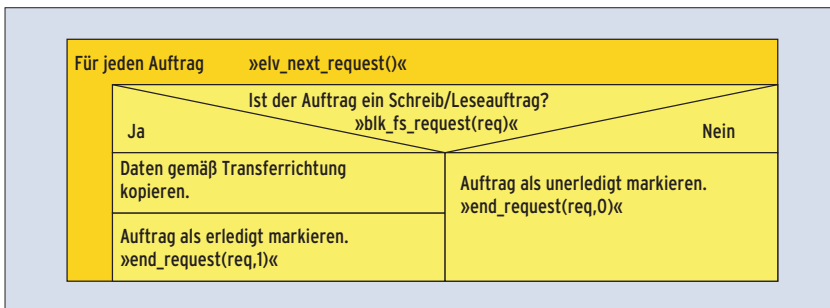 Für jeden Auftrag »elv_next_request()«
Ist der Auftrag ein Schreib/Leseauftrag?
»blk_fs_request(req)«
Ja
Nein
Daten gemäß Transferrichtung
kopieren.
Auftrag als erledigt markieren.
»end_request(req,1)«
Auftrag als unerledigt markieren.
»end_request(req,0)«